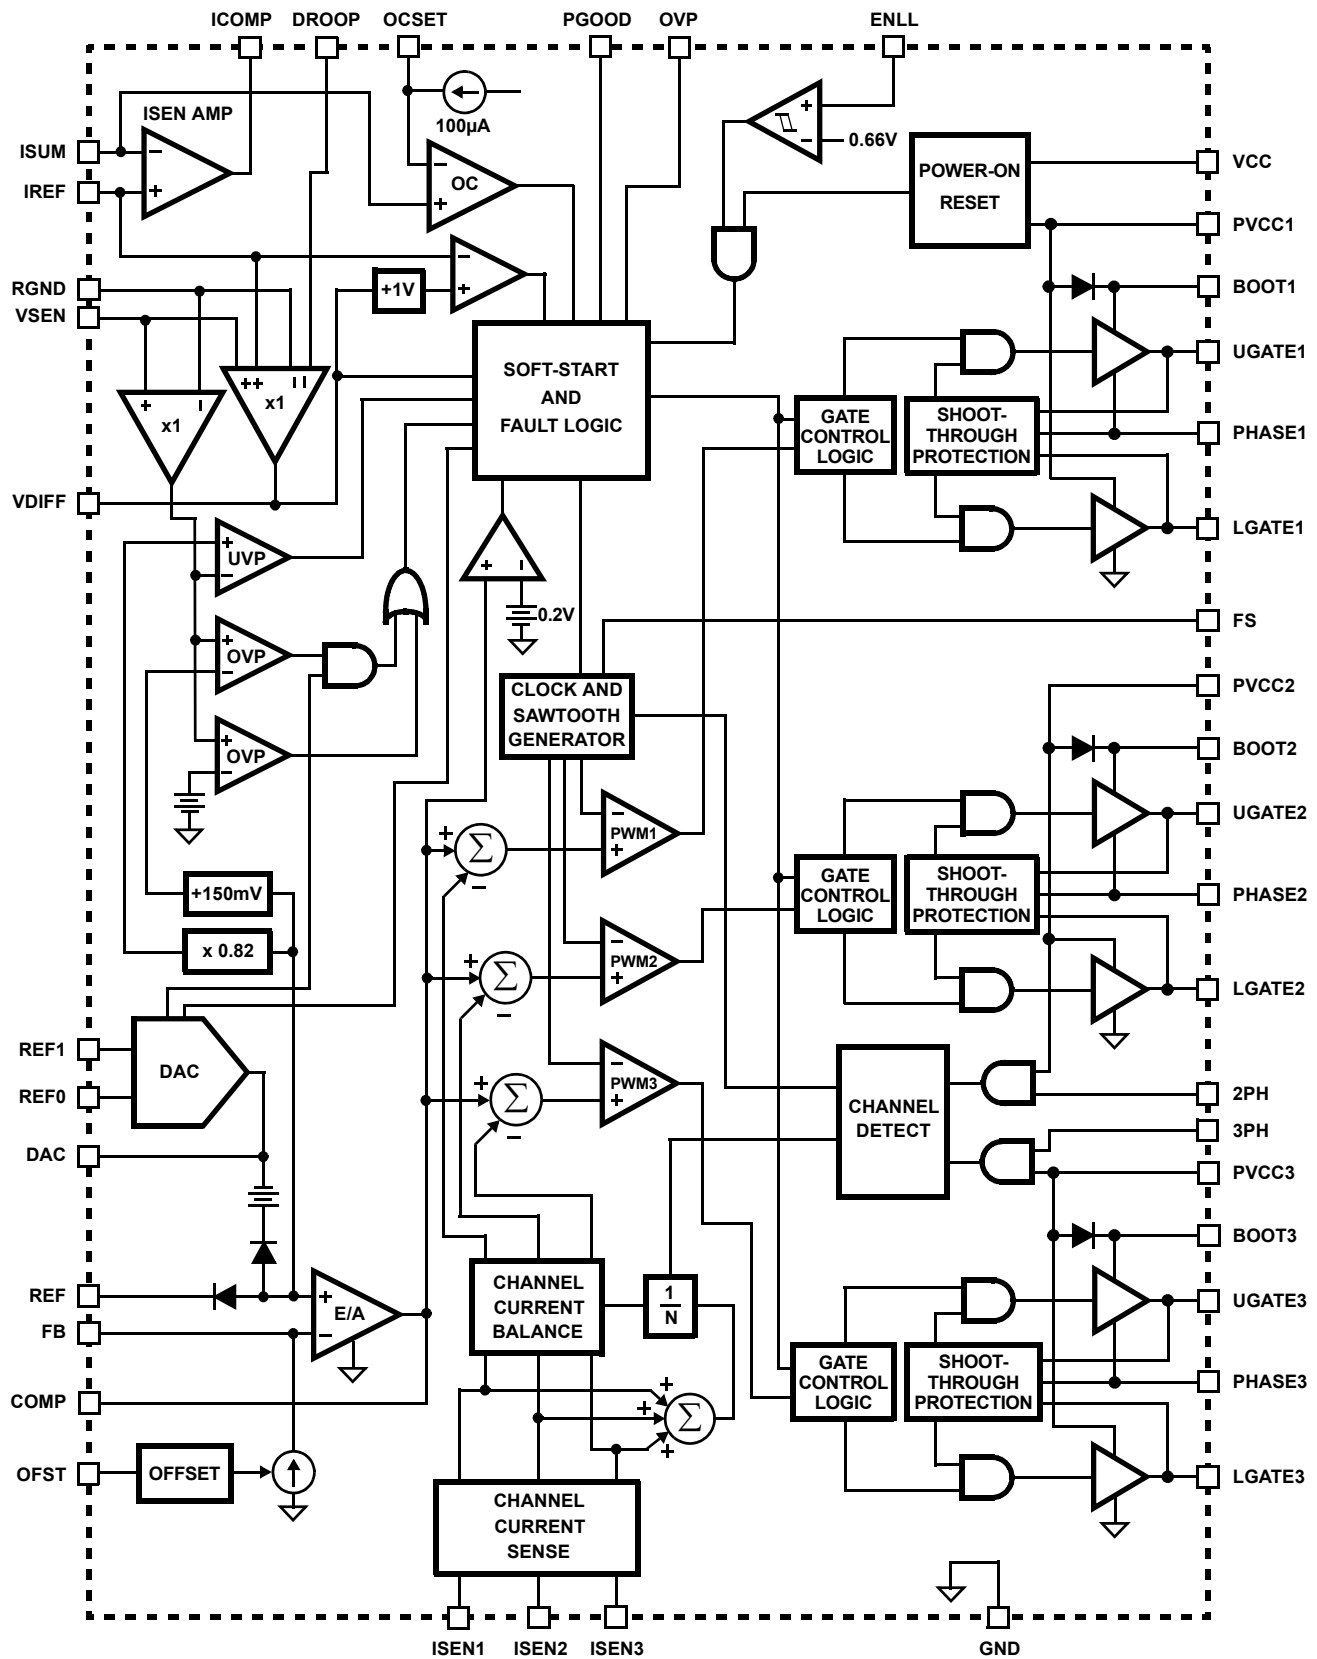 ICOMP DROOP OCSET PGOOD OVP ENLL
ISEN AMP
100µA
ISUM
- +
IREF
- +
OC
+ -
0.66V
POWER-ON
RESET
VCC
PVCC1
- +
+1V
RGND
VSEN
BOOT1
++ --
x1
+ -
x1
SOFT-START
AND
FAULT LOGIC
UGATE1
GATE
CONTROL
LOGIC
SHOOT-
THROUGH
PROTECTION
PHASE1
VDIFF
LGATE1
+ -
UVP
+ -
0.2V
FS
+ -
OVP
CLOCK AND
SAWTOOTH
GENERATOR
PVCC2
+ -
OVP
BOOT2
- +
PWM1
+ Σ -
UGATE2
+150mV
GATE
CONTROL
LOGIC
SHOOT-
THROUGH
PROTECTION
PHASE2
x 0.82
- +
PWM2
+ Σ -
LGATE2
REF1
REF0
DAC
- +
PWM3
+ Σ -
CHANNEL
DETECT
2PH
3PH
DAC
PVCC3
BOOT3
REF
FB
+ -
E/A
CHANNEL
CURRENT
BALANCE
1
N
UGATE3
GATE
CONTROL
LOGIC
SHOOT-
THROUGH
PROTECTION
PHASE3
COMP
+
+ Σ
+
OFST
OFFSET
LGATE3
CHANNEL
CURRENT
SENSE
ISEN1 ISEN2 ISEN3 GND